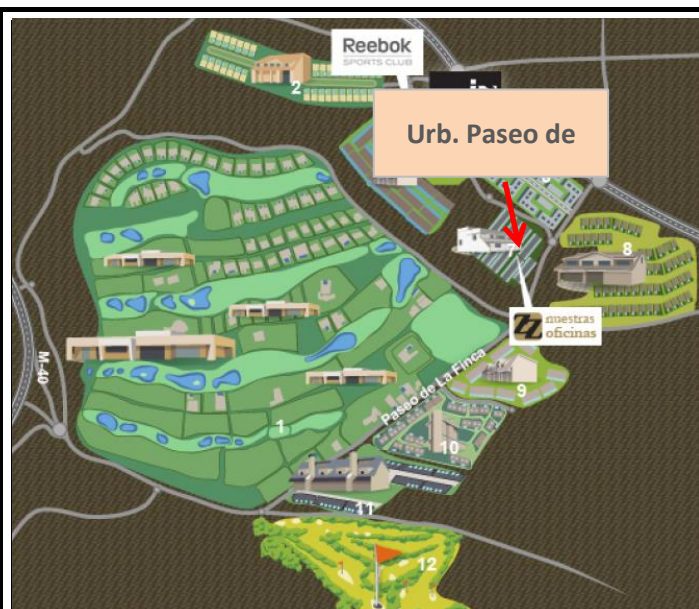 Reebok
SPORTS CLUB
2
Urb. Paseo de
8
nuestras
oficinas
M-40
Paseo de La Finca
9
1
10
11
12